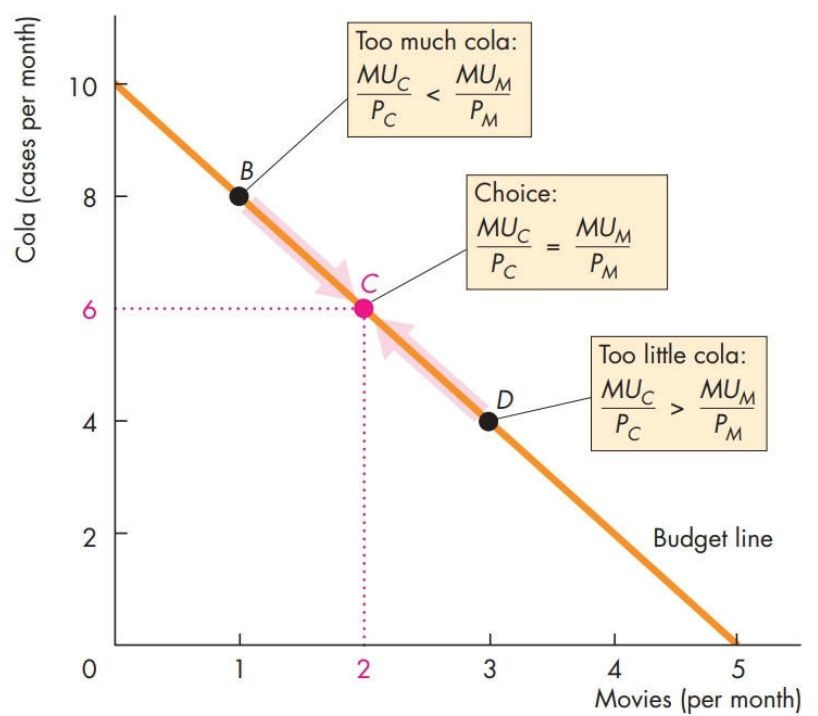 Cola (cases per month)
10
8
6
4
2
0
1
2
3
4
5
Movies (per month)
Too much cola:
MU_C / P_C < MU_M / P_M
B
Choice:
MU_C / P_C = MU_M / P_M
C
Too little cola:
MU_C / P_C > MU_M / P_M
D
Budget line